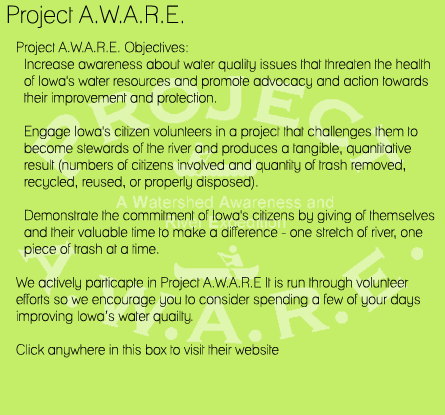 Project A.W.A.R.E.
Project A.W.A.R.E. Objectives:
Increase awareness about water quality issues that threaten the health
of Iowa's water resources and promote advocacy and action towards
their improvement and protection.
Engage Iowa's citizen volunteers in a project that challenges them to
become stewards of the river and produces a tangible, quantitative
result (numbers of citizens involved and quantity of trash removed,
recycled, reused, or properly disposed).
Demonstrate the commitment of Iowa's citizens by giving of themselves
and their valuable time to make a difference - one stretch of river, one
piece of trash at a time.
We actively particapte in Project A.W.A.R.E It is run through volunteer
efforts so we encourage you to consider spending a few of your days
improving Iowa's water quailty.
Click anywhere in this box to visit their website
PROJECT
A Watershed Awareness and
A.W.A.R.E.